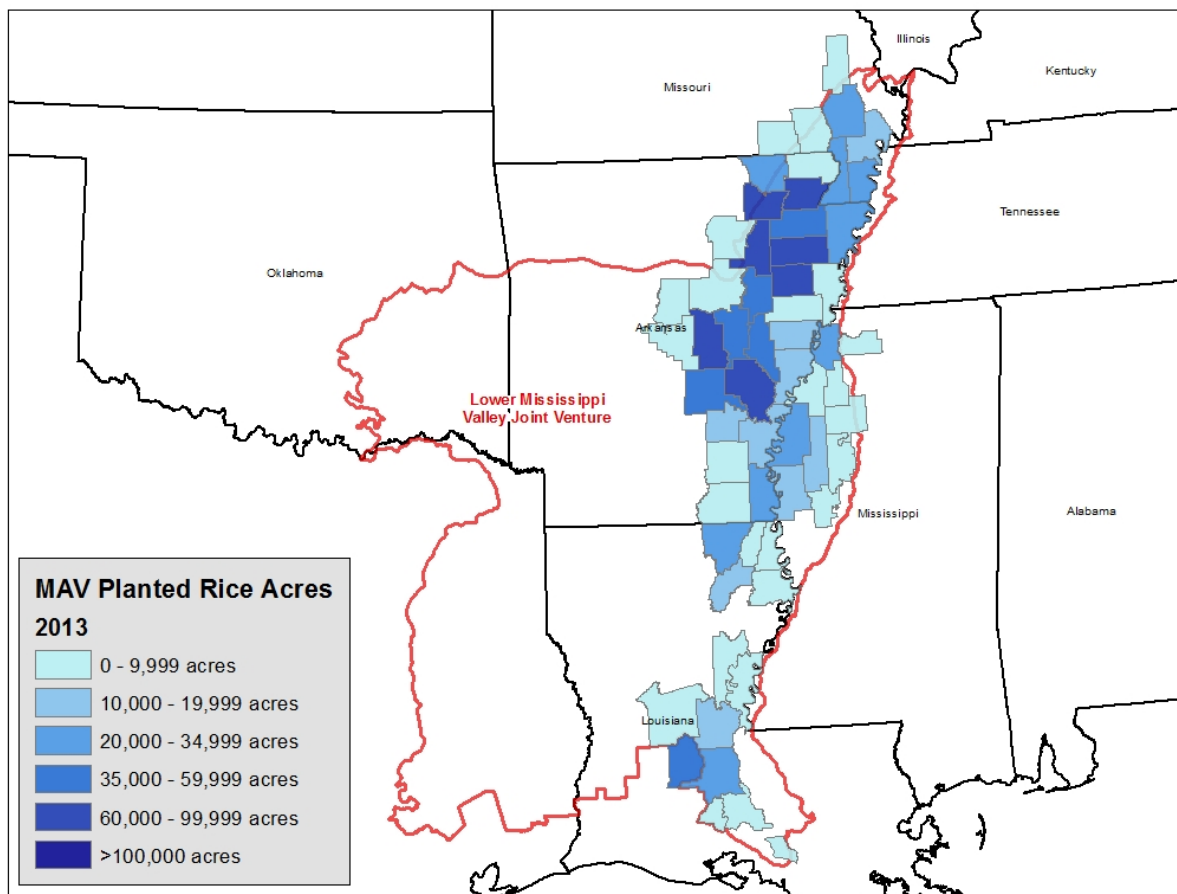 Illinois
Missouri
Kentucky
Tennessee
Oklahoma
Arkansas
Lower Mississippi
Valley Joint Venture
Mississippi
Alabama
Louisiana
MAV Planted Rice Acres
2013
0 - 9,999 acres
10,000 - 19,999 acres
20,000 - 34,999 acres
35,000 - 59,999 acres
60,000 - 99,999 acres
>100,000 acres